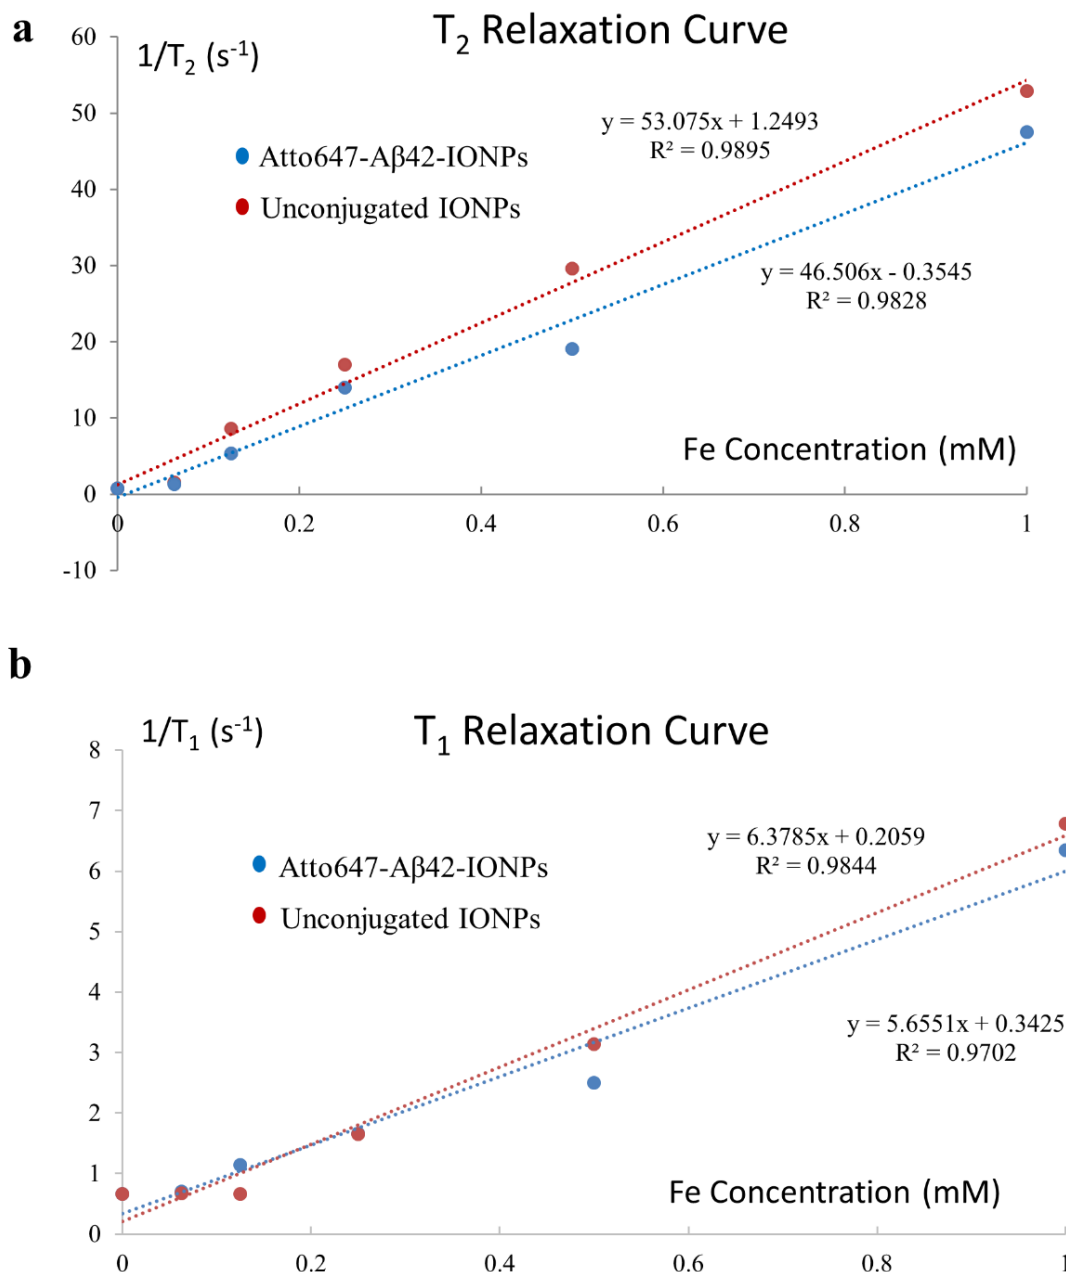 a
T₂ Relaxation Curve
60
1/T₂ (s⁻¹)
50
y = 53.075x + 1.2493
R² = 0.9895
Atto647-Aβ42-IONPs
40
Unconjugated IONPs
30
y = 46.506x - 0.3545
R² = 0.9828
20
10
Fe Concentration (mM)
0
0 0.2 0.4 0.6 0.8 1
-10
b
T₁ Relaxation Curve
1/T₁ (s⁻¹)
8
7
y = 6.3785x + 0.2059
R² = 0.9844
Atto647-Aβ42-IONPs
6
Unconjugated IONPs
5
4
y = 5.6551x + 0.3425
R² = 0.9702
3
2
1
Fe Concentration (mM)
0
0 0.2 0.4 0.6 0.8 1